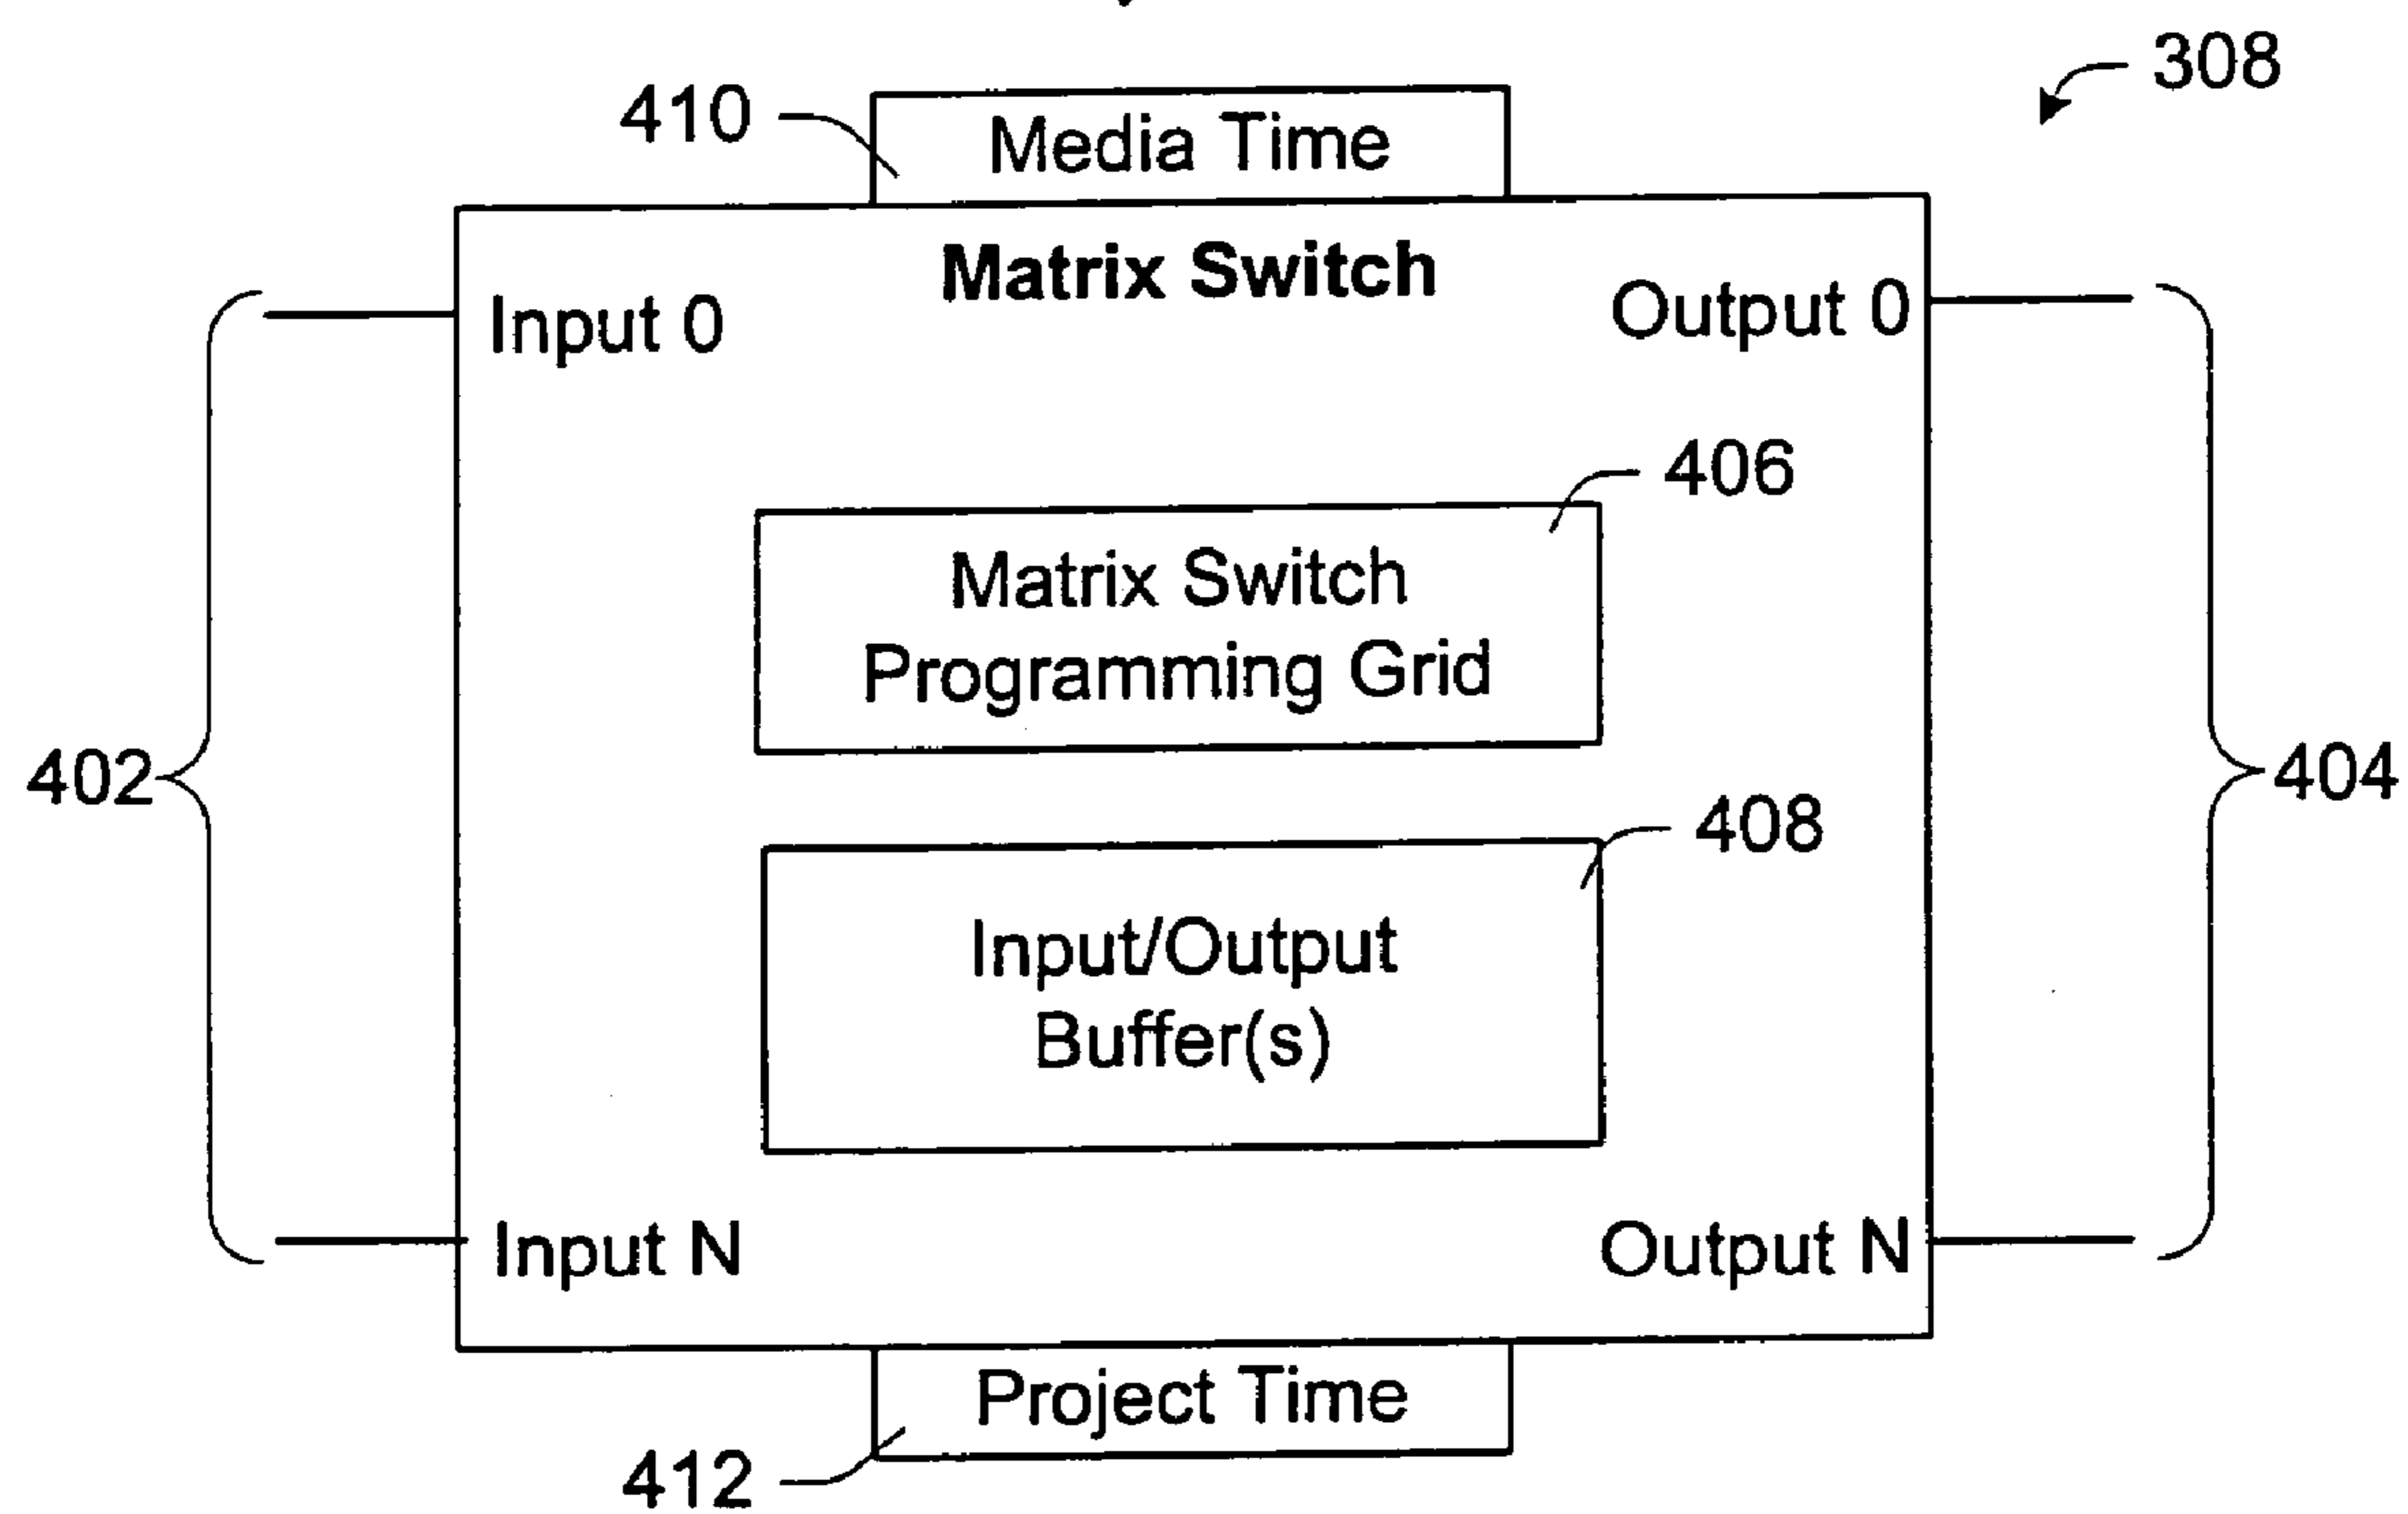 308
410
Media Time
Matrix Switch
Input 0
Output 0
406
Matrix Switch
Programming Grid
402
404
408
Input/Output
Buffer(s)
Input N
Output N
Project Time
412